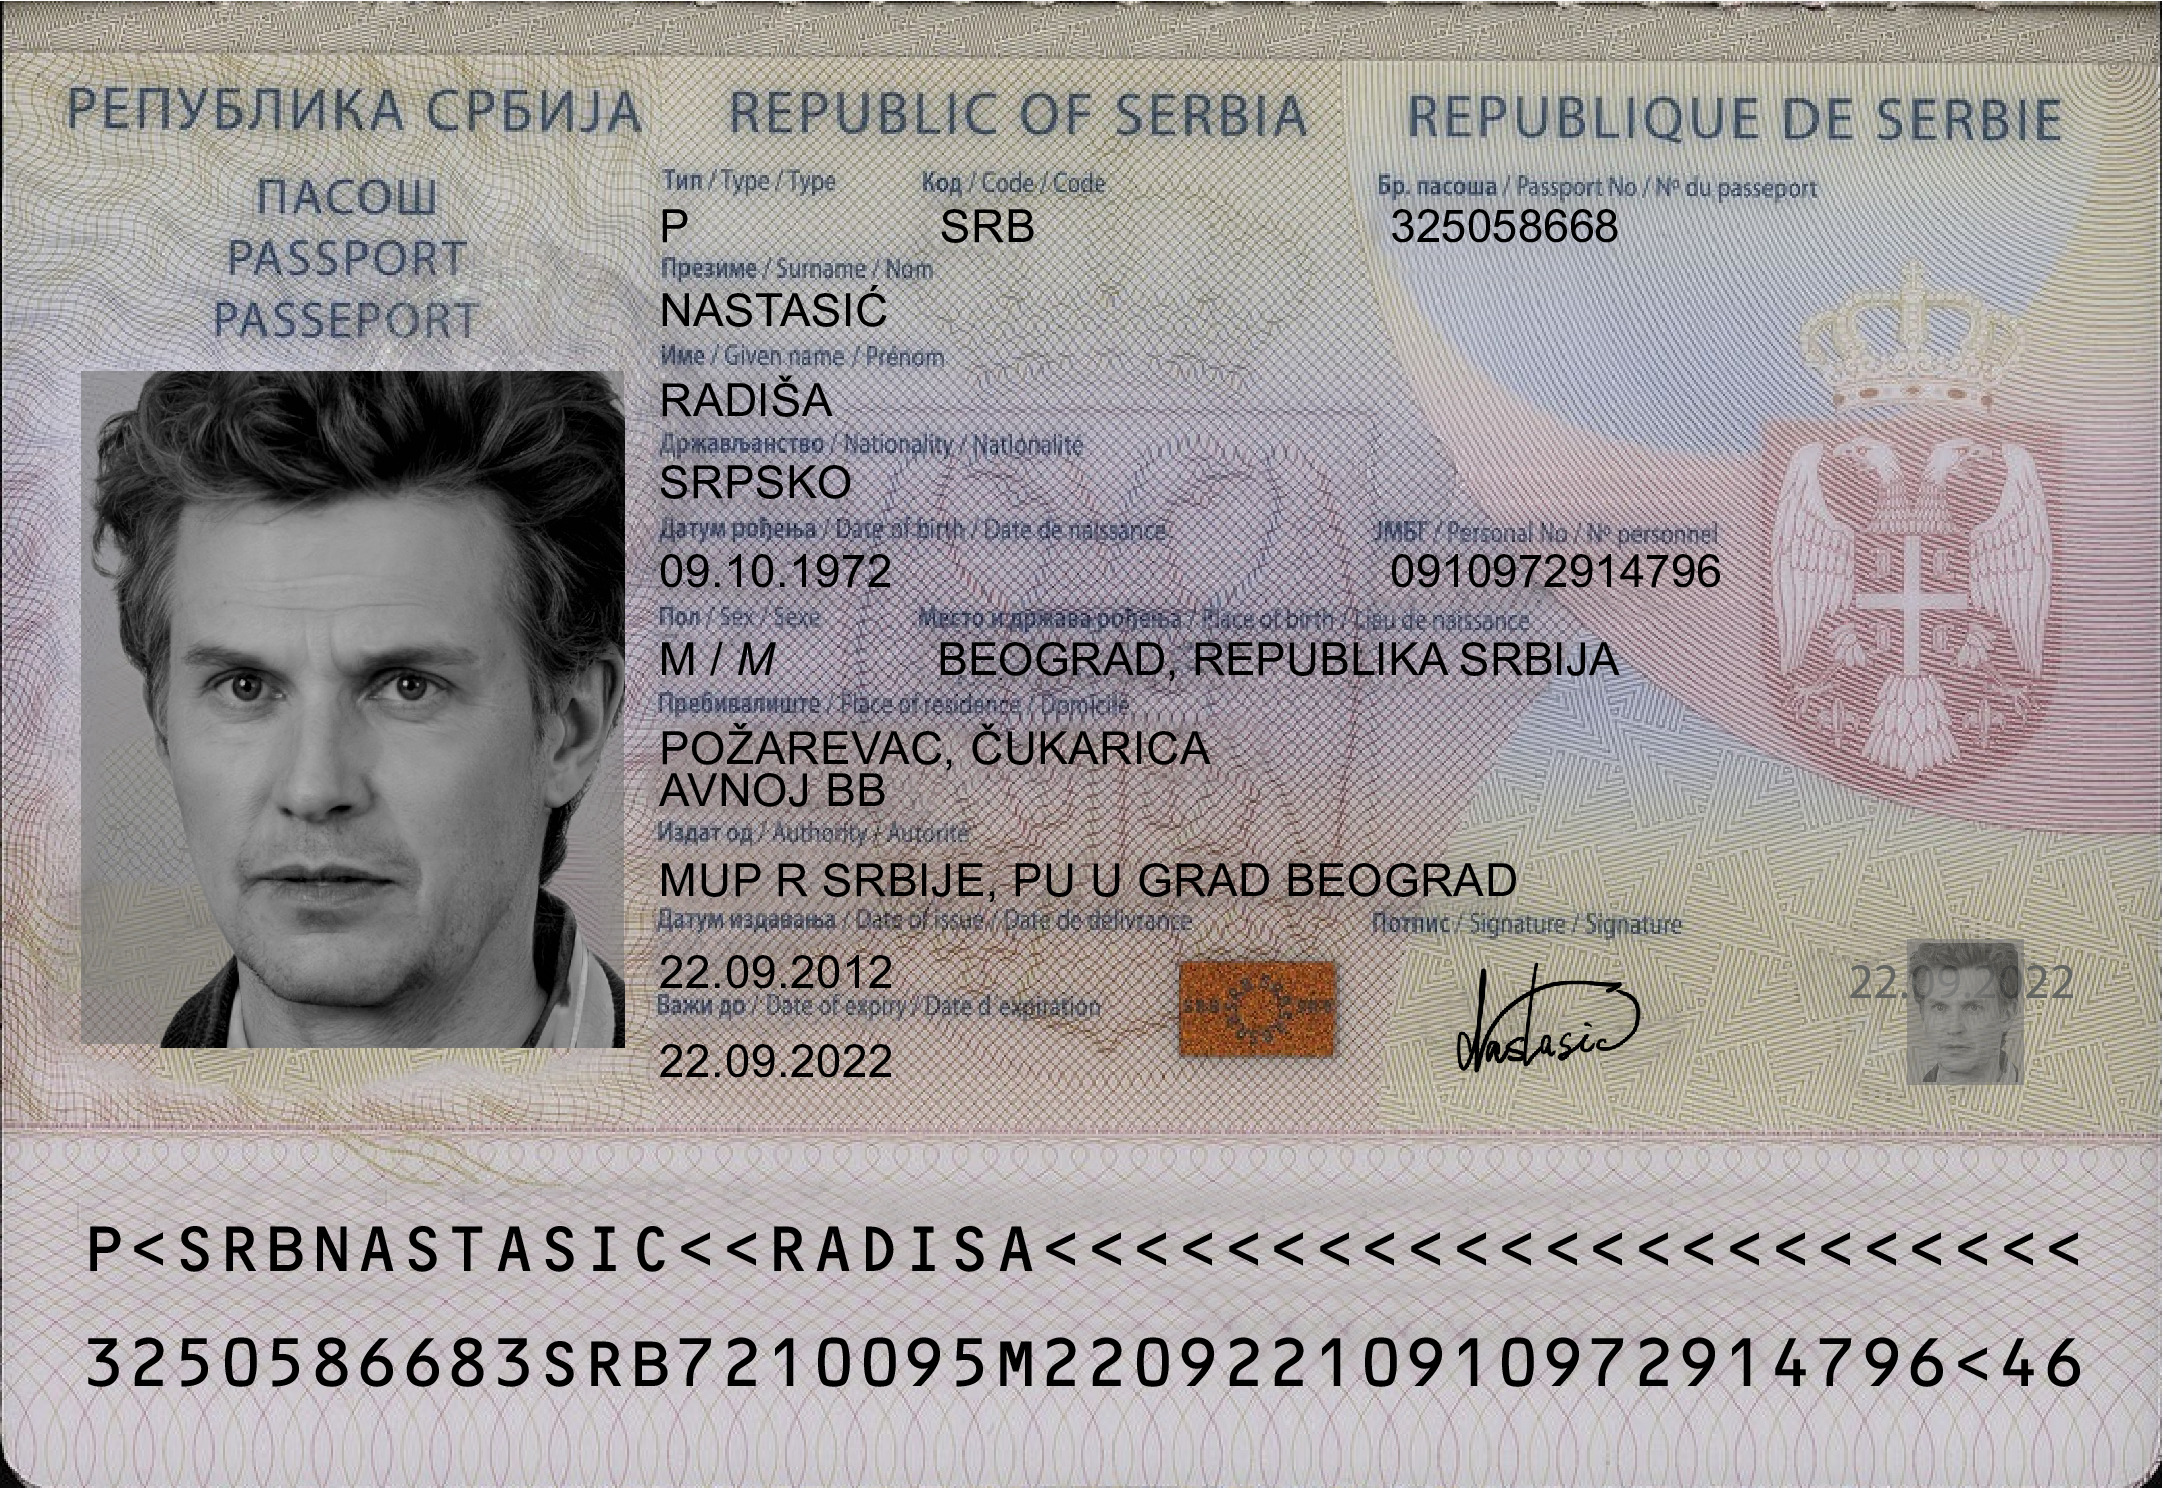 РЕПУБЛИКА СРБИЈА REPUBLIC OF SERBIA REPUBLIQUE DE SERBIE
ПАСОШ
PASSPORT
PASSEPORT
Тип / Type / Type Код / Code / Code Бр. пасоша / Passport No / Nº du passeport
P SRB 325058668
Презиме / Surname / Nom
NASTASIĆ
Име / Given name / Prénom
RADIŠA
Држављанство / Nationality / Nationalité
SRPSKO
Датум рођења / Date of birth / Date de naissance ЈМБГ / Personal No / Nº personnel
09.10.1972 0910972914796
Пол / Sex / Sexe Место и држава рођења / Place of birth / Lieu de naissance
M / M BEOGRAD, REPUBLIKA SRBIJA
Пребивалиште / Place of residence / Domicile
POŽAREVAC, ČUKARICA
AVNOJ BB
Издат од / Authority / Autorité
MUP R SRBIJE, PU U GRAD BEOGRAD
Датум издавања / Date of issue / Date de délivrance Потпис / Signature / Signature
22.09.2012
Nastasic 22.09.2022
Важи до / Date of expiry / Date d expiration
22.09.2022
P<SRBNASTASIC<<RADISA<<<<<<<<<<<<<<<<<<<<<<<
3250586683SRB7210095M2209221091097291​4796<46